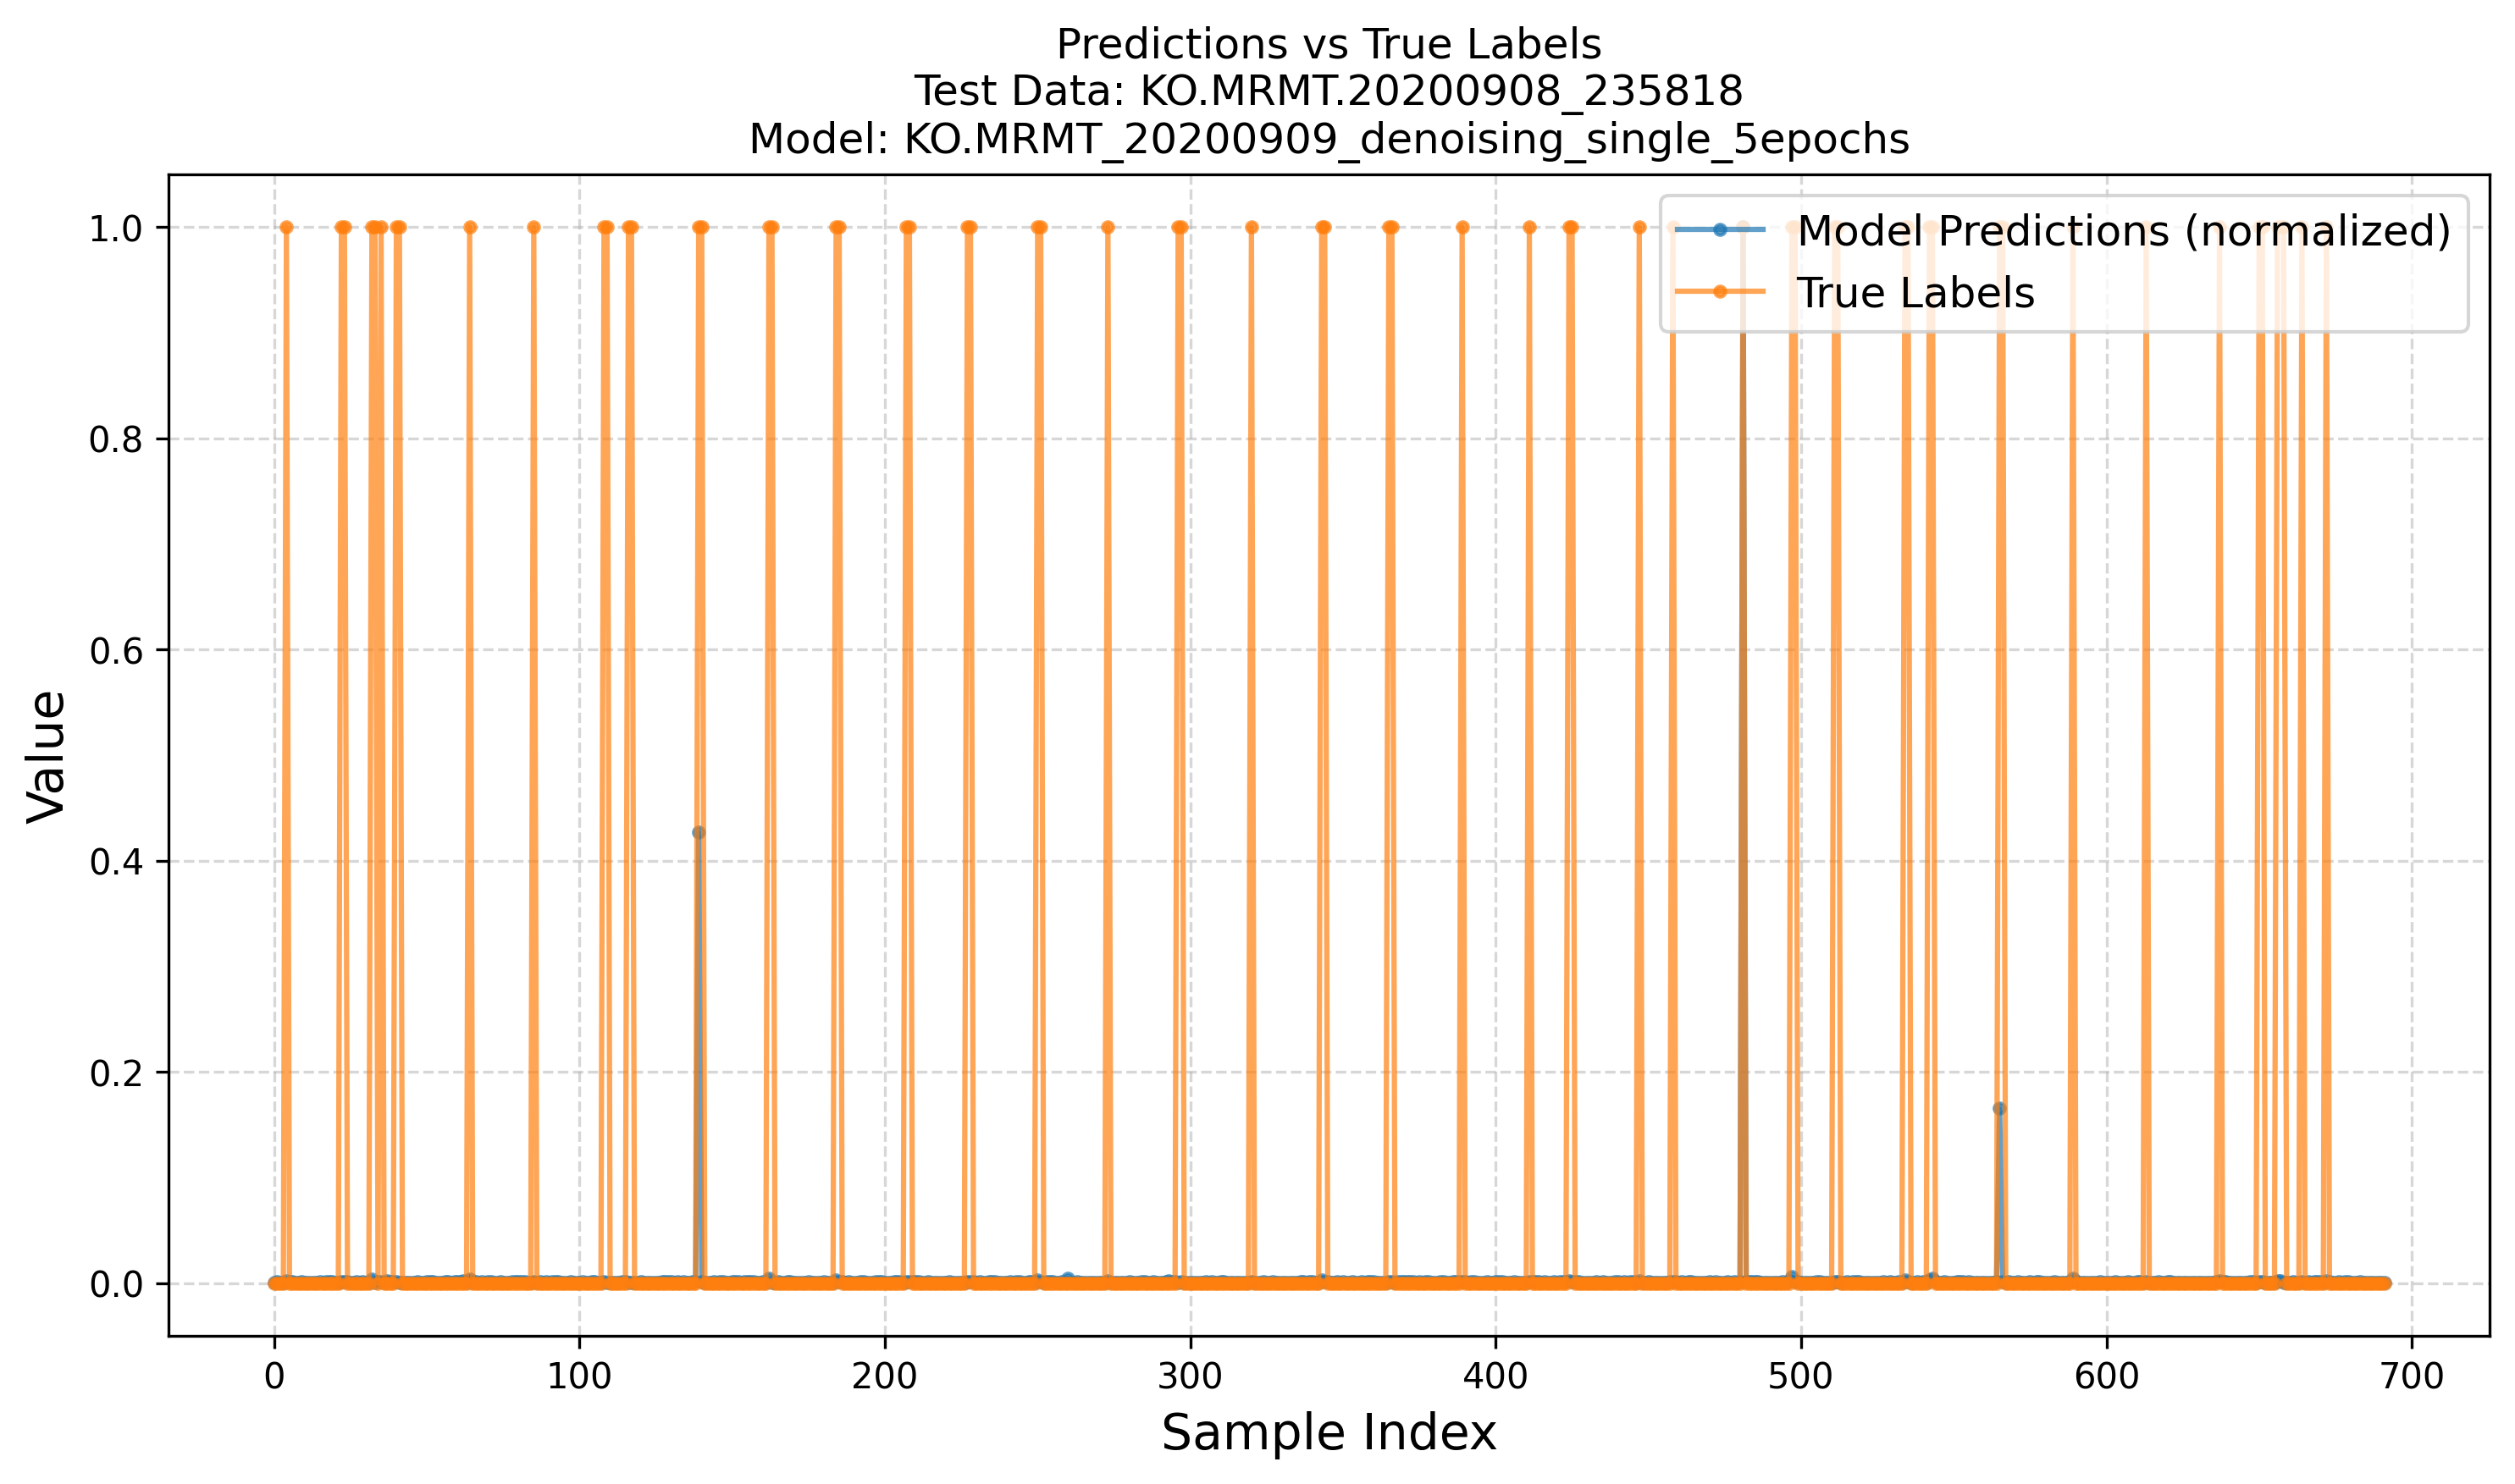 Predictions vs True Labels
Test Data: KO.MRMT.20200908_235818
Model: KO.MRMT_20200909_denoising_single_5epochs
Model Predictions (normalized)
True Labels
1.0
0.8
0.6
0.4
0.2
0.0
Value
0 100 200 300 400 500 600 700
Sample Index